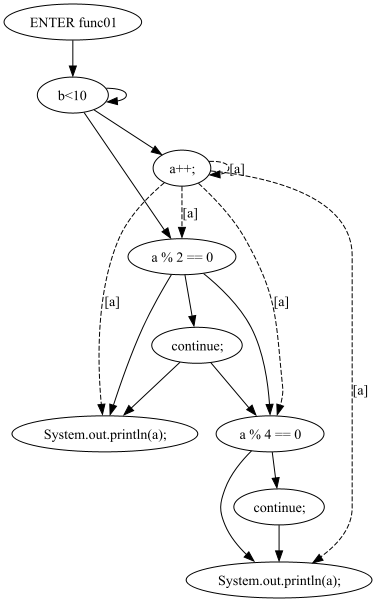 ENTER func01
b<10
a++;
[a]
[a]
a % 2 == 0
[a]
[a]
continue;
[a]
System.out.println(a);
a % 4 == 0
continue;
System.out.println(a);